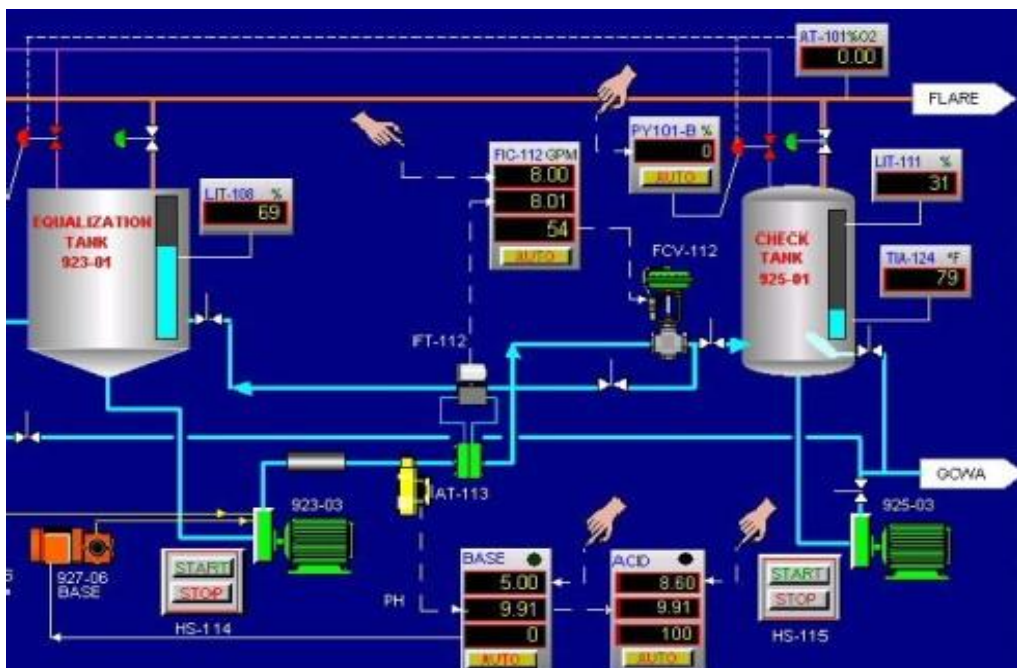 AT-101%O2
0.00
FLARE
PY101-B %
0
AUTO
FIC-112 GPM
8.00
8.01
54
AUTO
LIT-111 %
31
LIT-108 %
69
EQUALIZATION
TANK
923-01
FCV-112
CHECK
TANK
925-01
TIA-124 °F
79
IFT-112
AT-113
GCWA
923-03
925-03
927-06
BASE
START
STOP
HS-114
PH
BASE
5.00
9.91
0
AUTO
ACID
8.60
9.91
100
AUTO
START
STOP
HS-115